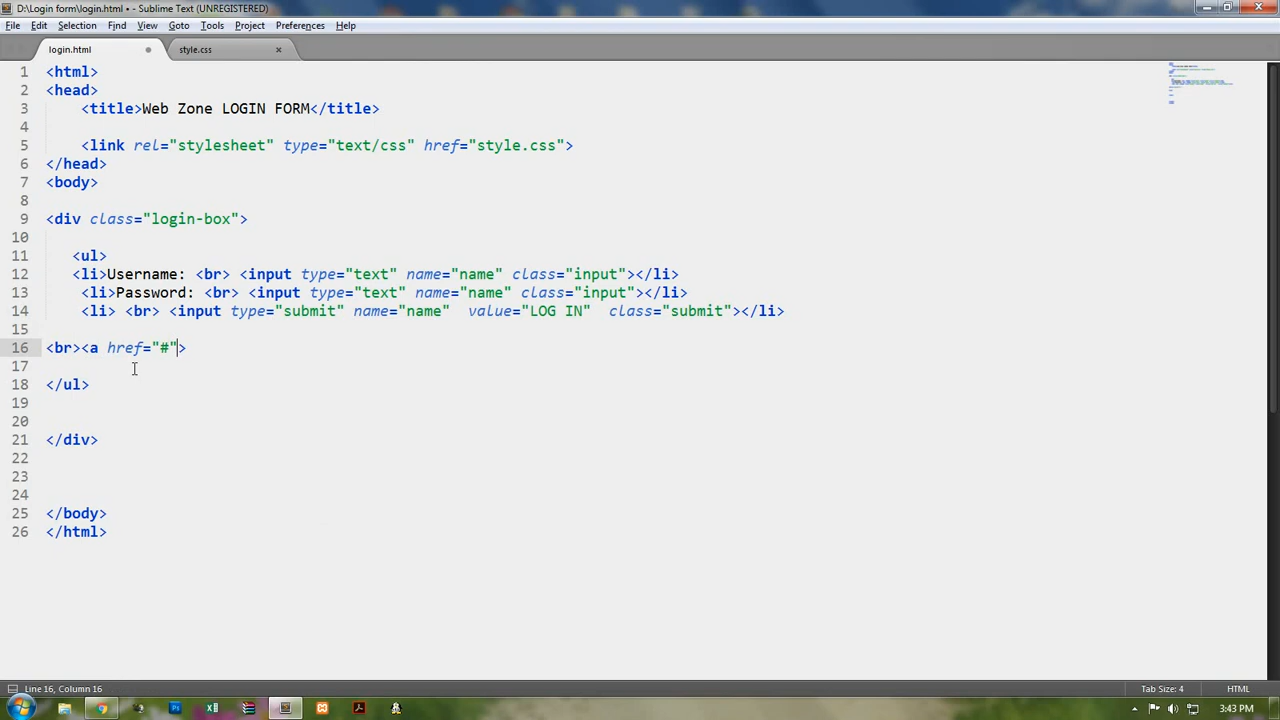 D:\Login form\login.html • - Sublime Text (UNREGISTERED)
File Edit Selection Find View Goto Tools Project Preferences Help
login.html style.css
1 <html>
2 <head>
3 <title>Web Zone LOGIN FORM</title>
4
5 <link rel="stylesheet" type="text/css" href="style.css">
6 </head>
7 <body>
8
9 <div class="login-box">
10
11 <ul>
12 <li>Username: <br> <input type="text" name="name" class="input"></li>
13 <li>Password: <br> <input type="text" name="name" class="input"></li>
14 <li> <br> <input type="submit" name="name"  value="LOG IN"  class="submit"></li>
15
16 <br><a href="#">
17
18 </ul>
19
20
21 </div>
22
23
24
25 </body>
26 </html>
Line 16, Column 16 Tab Size: 4 HTML
3:43 PM